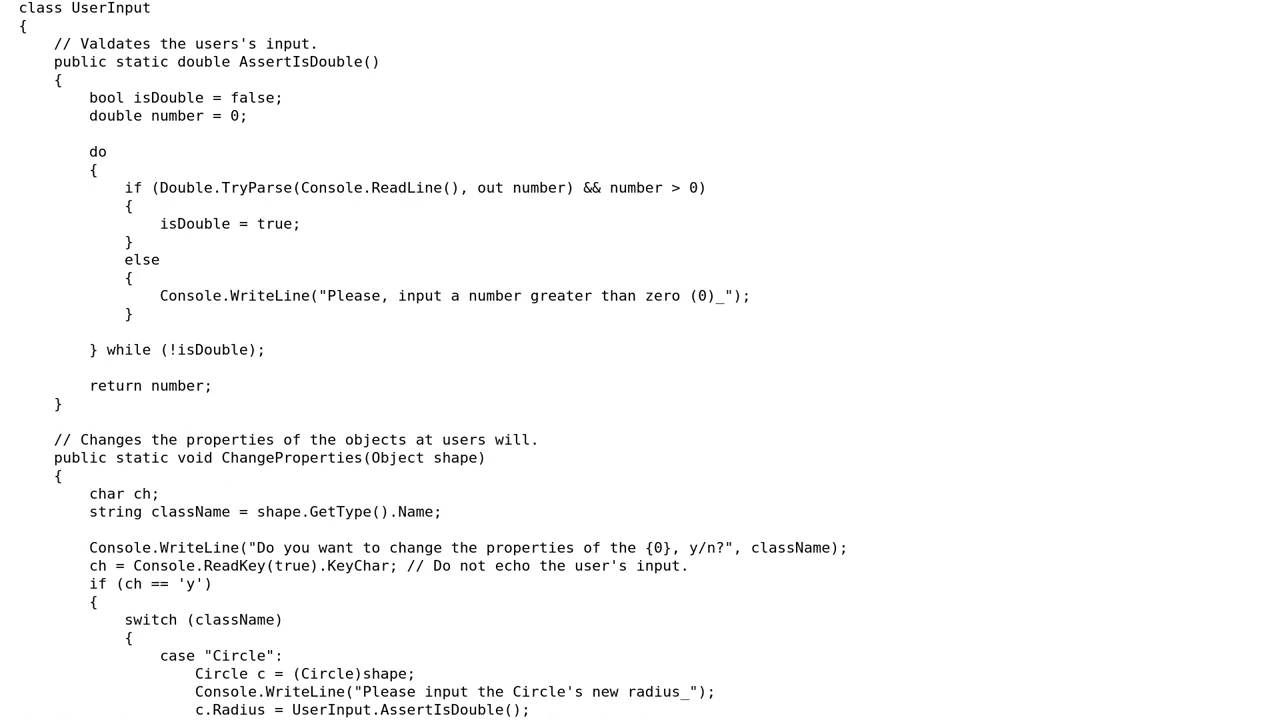 class UserInput
{
    // Valdates the users's input.
    public static double AssertIsDouble()
    {
        bool isDouble = false;
        double number = 0;

        do
        {
            if (Double.TryParse(Console.ReadLine(), out number) && number > 0)
            {
                isDouble = true;
            }
            else
            {
                Console.WriteLine("Please, input a number greater than zero (0)_");
            }

        } while (!isDouble);

        return number;
    }

    // Changes the properties of the objects at users will.
    public static void ChangeProperties(Object shape)
    {
        char ch;
        string className = shape.GetType().Name;

        Console.WriteLine("Do you want to change the properties of the {0}, y/n?", className);
        ch = Console.ReadKey(true).KeyChar; // Do not echo the user's input.
        if (ch == 'y')
        {
            switch (className)
            {
                case "Circle":
                    Circle c = (Circle)shape;
                    Console.WriteLine("Please input the Circle's new radius_");
                    c.Radius = UserInput.AssertIsDouble();